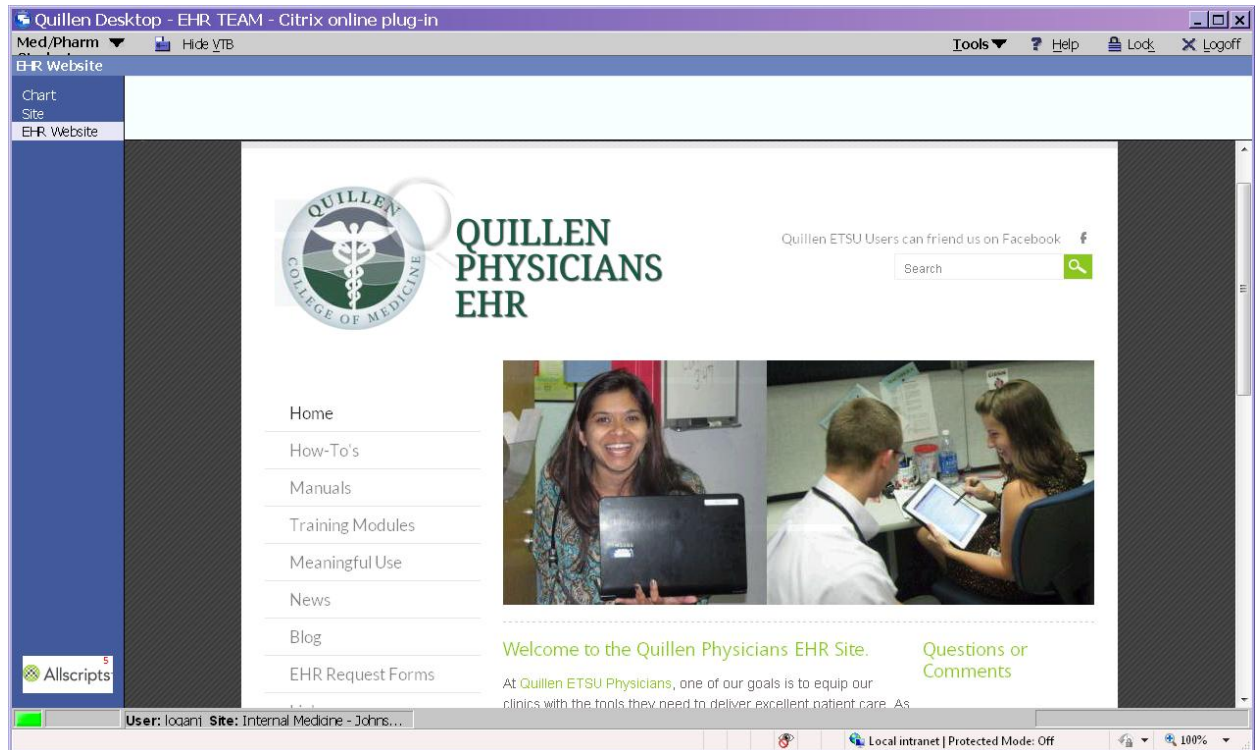 Quillen Desktop - EHR TEAM - Citrix online plug-in
Med/Pharm Hide VTB Tools ? Help Lock Logoff
EHR Website
Chart
Site
EHR Website
QUILLEN
COLLEGE OF MEDICINE
QUILLEN
PHYSICIANS
EHR
Quillen ETSU Users can friend us on Facebook f
Search
Home
How-To's
Manuals
Training Modules
Meaningful Use
News
Blog
EHR Request Forms
Welcome to the Quillen Physicians EHR Site.
At Quillen ETSU Physicians, one of our goals is to equip our
clinics with the tools they need to deliver excellent patient care. As
Questions or
Comments
5
Allscripts
User: loganj Site: Internal Medicine - Johns...
Local intranet | Protected Mode: Off 100%